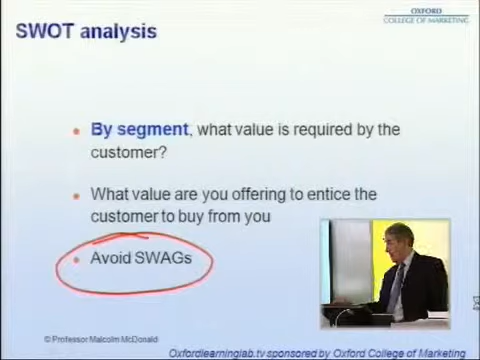 SWOT analysis
OXFORD
COLLEGE OF MARKETING
• By segment, what value is required by the
customer?
• What value are you offering to entice the
customer to buy from you
• Avoid SWAGs
© Professor Malcolm McDonald
Oxfordlearninglab.tv sponsored by Oxford College of Marketing